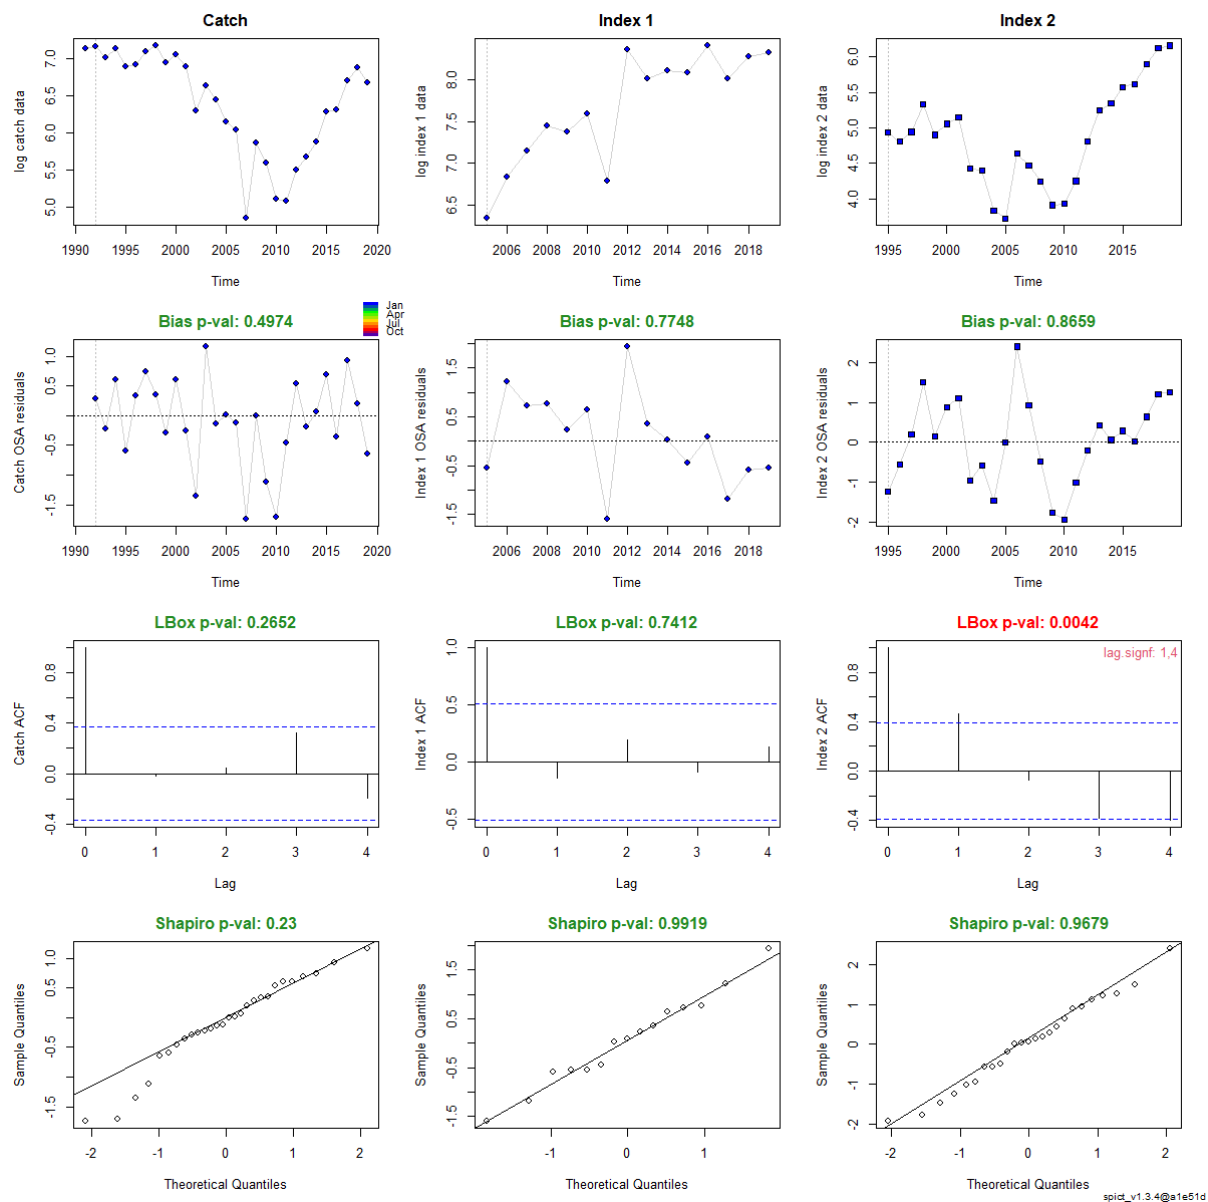 Catch
Index 1
Index 2
log catch data
5.0 5.5 6.0 6.5 7.0
1990 1995 2000 2005 2010 2015 2020
Time
log index 1 data
6.5 7.0 7.5 8.0
2006 2008 2010 2012 2014 2016 2018
Time
log index 2 data
4.0 4.5 5.0 5.5 6.0
1995 2000 2005 2010 2015
Time
Jan
Apr
Jul
Oct
Bias p-val: 0.4974
Bias p-val: 0.7748
Bias p-val: 0.8659
Catch OSA residuals
-1.5 -0.5 0.5 1.0
1990 1995 2000 2005 2010 2015 2020
Time
Index 1 OSA residuals
-1.5 -0.5 0.5 1.5
2006 2008 2010 2012 2014 2016 2018
Time
Index 2 OSA residuals
-2 -1 0 1 2
1995 2000 2005 2010 2015
Time
LBox p-val: 0.2652
LBox p-val: 0.7412
LBox p-val: 0.0042
Catch ACF
-0.4 0.0 0.4 0.8
0 1 2 3 4
Lag
Index 1 ACF
-0.5 0.0 0.5 1.0
0 1 2 3 4
Lag
lag.signf: 1,4
Index 2 ACF
-0.4 0.0 0.4 0.8
0 1 2 3 4
Lag
Shapiro p-val: 0.23
Shapiro p-val: 0.9919
Shapiro p-val: 0.9679
Sample Quantiles
-1.5 -0.5 0.5 1.0
-2 -1 0 1 2
Theoretical Quantiles
Sample Quantiles
-1.5 -0.5 0.5 1.5
-1 0 1
Theoretical Quantiles
Sample Quantiles
-2 -1 0 1 2
-2 -1 0 1 2
Theoretical Quantiles
spict_v1.3.4@a1e51d